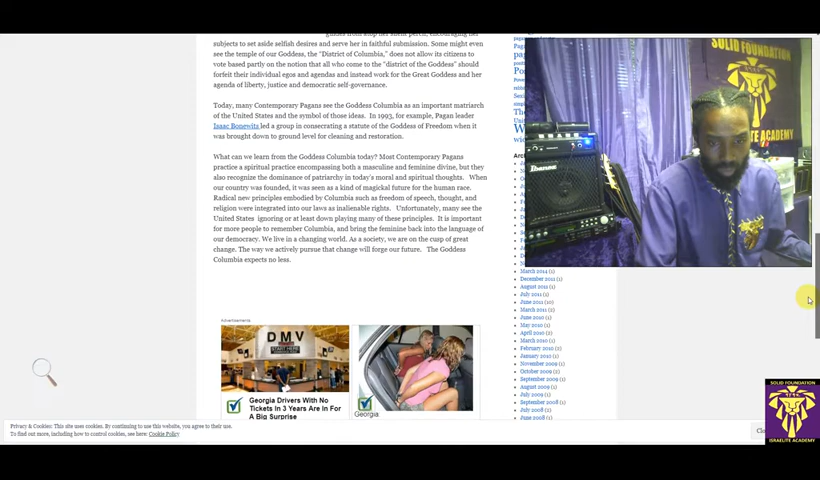 subjects to set aside selfish desires and serve her in faithful submission. Some might even
see the temple of our Goddess, the “District of Columbia,” does not allow its citizens to
vote based partly on the notion that all who come to the “district of the Goddess” should
forfeit their individual egos and agendas and instead work for the Great Goddess and her
agenda of liberty, justice and democratic self-governance.
Today, many Contemporary Pagans see the Goddess Columbia as an important matriarch
of the United States and the symbol of those ideas. In 1993, for example, Pagan leader
Isaac Bonewits led a group in consecrating a statute of the Goddess of Freedom when it
was brought down to ground level for cleaning and restoration.
What can we learn from the Goddess Columbia today? Most Contemporary Pagans
practice a spiritual practice encompassing both a masculine and feminine divine, but they
also recognize the dominance of patriarchy in today's moral and spiritual thoughts. When
our country was founded, it was seen as a kind of magickal future for the human race.
Radical new principles embodied by Columbia such as freedom of speech, thought, and
religion were integrated into our laws as inalienable rights. Unfortunately, many see the
United States ignoring or at least down playing many of these principles. It is important
for more people to remember Columbia, and bring the feminine back into the language of
our democracy. We live in a changing world. As a society, we are on the cusp of great
change. The way we actively pursue that change will forge our future. The Goddess
Columbia expects no less.
Advertisements
DMV
Georgia Drivers With No
Tickets In 3 Years Are In For
A Big Surprise
Georgia
March 2014 (1)
December 2012 (1)
August 2011 (1)
July 2011 (1)
March 2011 (2)
June 2010 (1)
May 2010 (1)
April 2010 (1)
March 2010 (1)
February 2010 (2)
January 2010 (1)
November 2009 (1)
October 2009 (1)
September 2009 (1)
August 2009 (1)
July 2009 (1)
September 2008 (1)
July 2008 (1)
June 2008 (1)
SOLID FOUNDATION
ACADEMY
Ibanez
Privacy & Cookies: This site uses cookies. By continuing to use this website, you agree to their use.
To find out more, including how to control cookies, see here: Cookie Policy
SOLID FOUNDATION
ISRAELITE ACADEMY